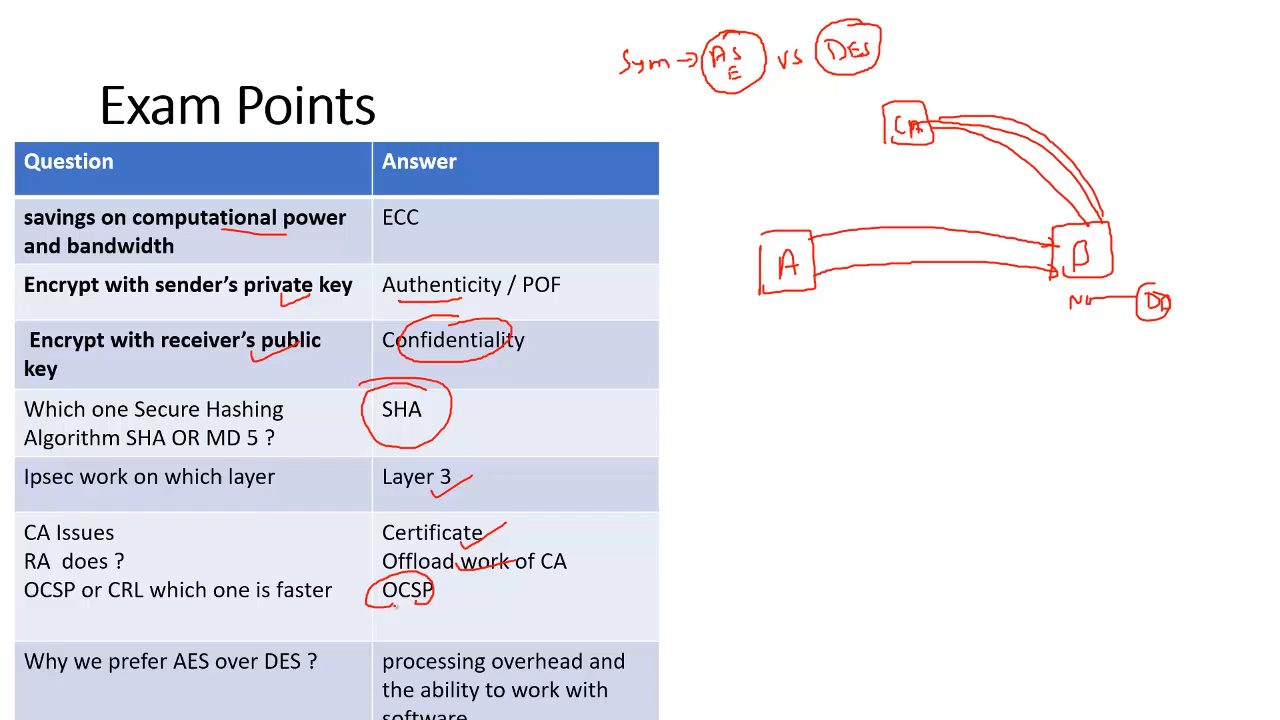 Sym → AS vs DES
E
Exam Points
CA
Question Answer
savings on computational power ECC
and bandwidth
A
B
Encrypt with sender's private key Authenticity / POF
Encrypt with receiver's public Confidentiality
key
Which one Secure Hashing SHA
Algorithm SHA OR MD 5 ?
Ipsec work on which layer Layer 3
CA Issues Certificate
RA does ? Offload work of CA
OCSP or CRL which one is faster OCSP
Why we prefer AES over DES ? processing overhead and
the ability to work with
software